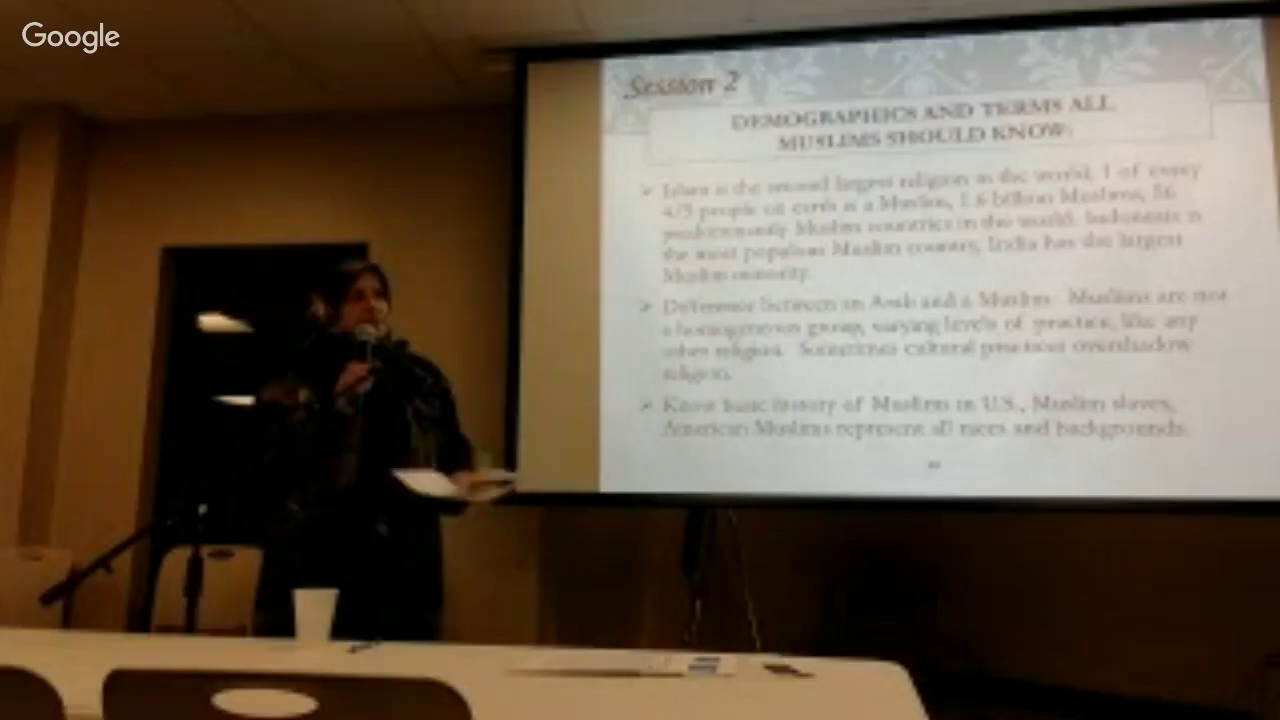 Google
Session 2
DEMOGRAPHICS AND TERMS ALL
MUSLIMS SHOULD KNOW:
Islam is the second largest religion in the world, 1 of every
4/5 people on earth is a Muslim, 1.6 billion Muslims, 56
predominantly Muslim countries in the world. Indonesia is
the most populous Muslim country, India has the largest
Muslim minority.
Difference between an Arab and a Muslim. Muslims are not
a homogenous group, varying levels of practice, like any
other religion. Sometimes cultural practices overshadow
religion.
Know basic history of Muslims in U.S., Muslim slaves,
American Muslims represent all races and backgrounds.